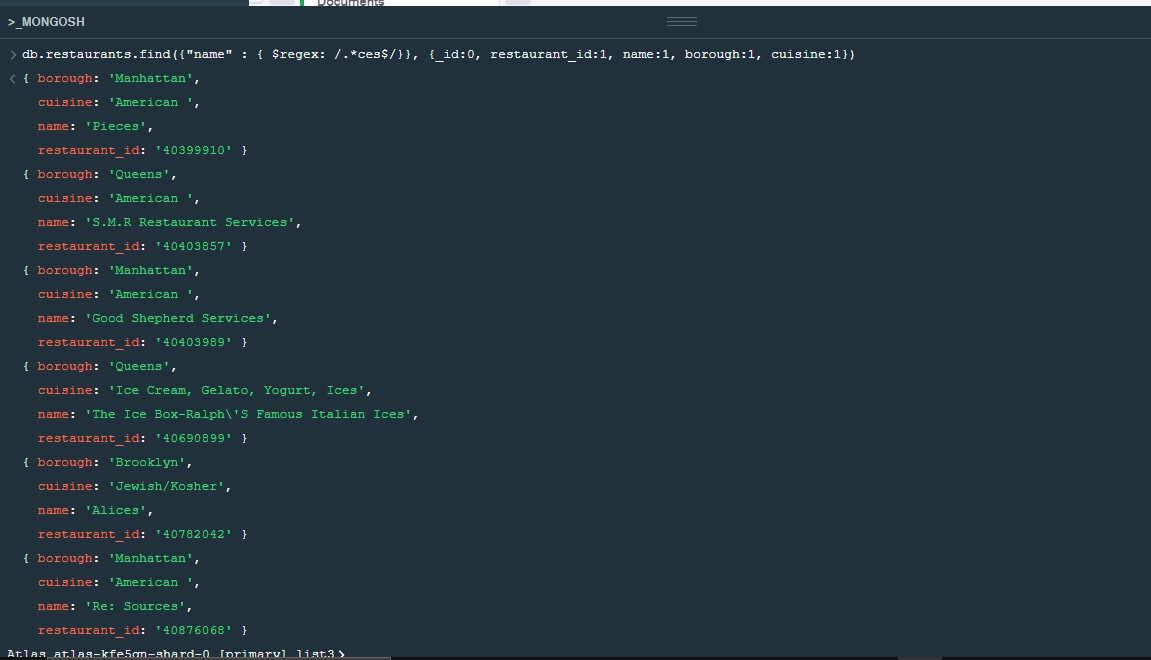 Documents
>_MONGOSH
> db.restaurants.find({"name" : { $regex: /.*ces$/}}, {_id:0, restaurant_id:1, name:1, borough:1, cuisine:1})
< { borough: 'Manhattan',
cuisine: 'American ',
name: 'Pieces',
restaurant_id: '40399910' }
{ borough: 'Queens',
cuisine: 'American ',
name: 'S.M.R Restaurant Services',
restaurant_id: '40403857' }
{ borough: 'Manhattan',
cuisine: 'American ',
name: 'Good Shepherd Services',
restaurant_id: '40403989' }
{ borough: 'Queens',
cuisine: 'Ice Cream, Gelato, Yogurt, Ices',
name: 'The Ice Box-Ralph\'S Famous Italian Ices',
restaurant_id: '40690899' }
{ borough: 'Brooklyn',
cuisine: 'Jewish/Kosher',
name: 'Alices',
restaurant_id: '40782042' }
{ borough: 'Manhattan',
cuisine: 'American ',
name: 'Re: Sources',
restaurant_id: '40876068' }
Atlas atlas-kfe5qn-shard-0 [primary] list3>